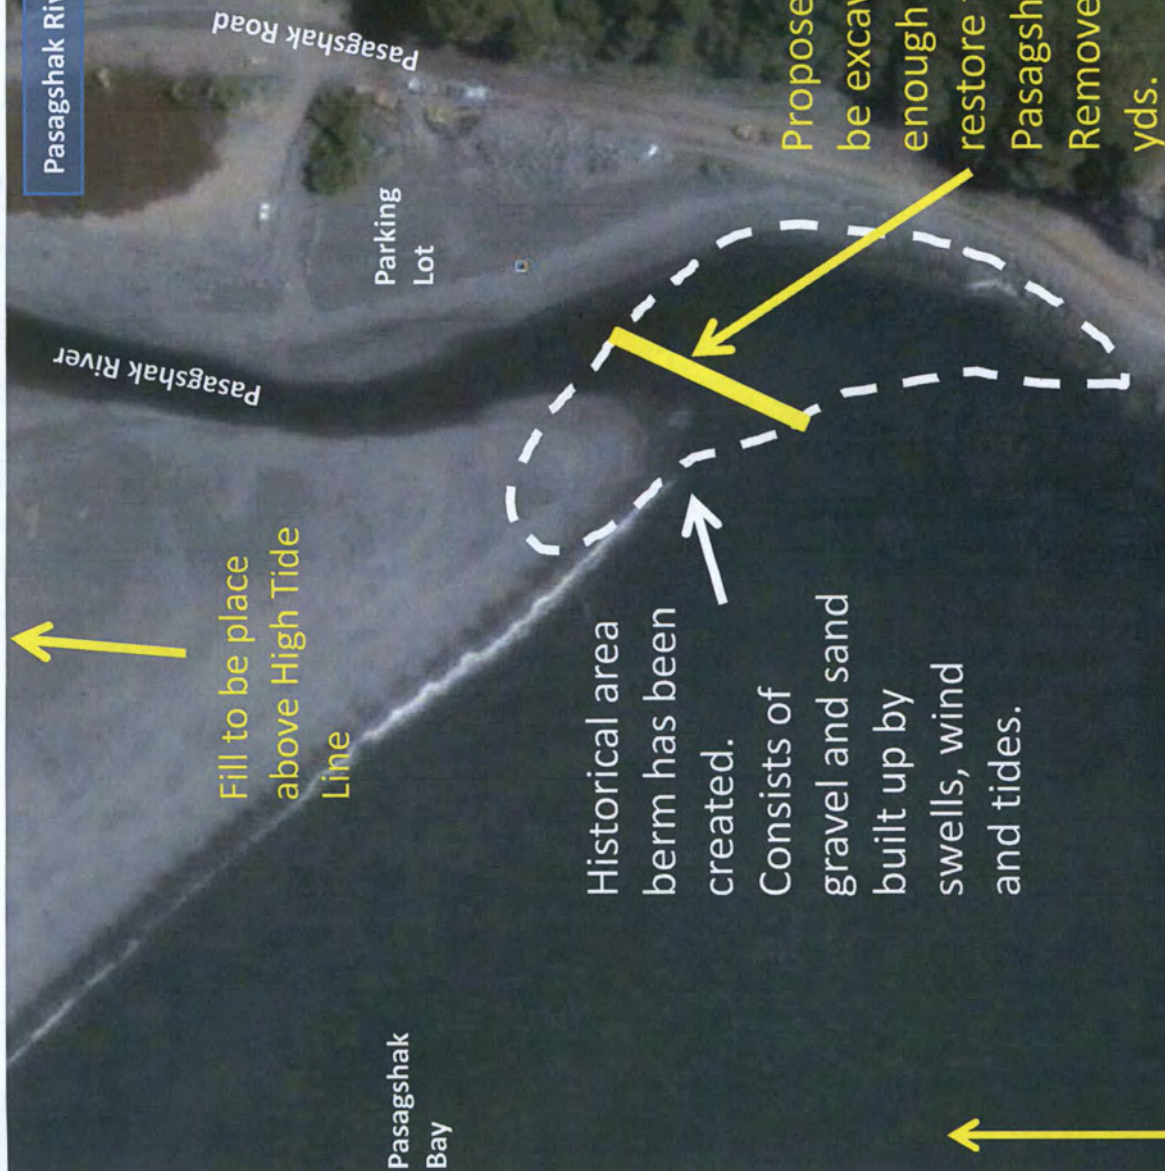 Pasagshak Riv
Pasagshak Road
Parking
Lot
Pasagshak River
Fill to be place
above High Tide
Line
Propose
be excav
enough
restore
Pasagsh
Remove
yds.
Historical area
berm has been
created.
Consists of
gravel and sand
built up by
swells, wind
and tides.
Pasagshak
Bay